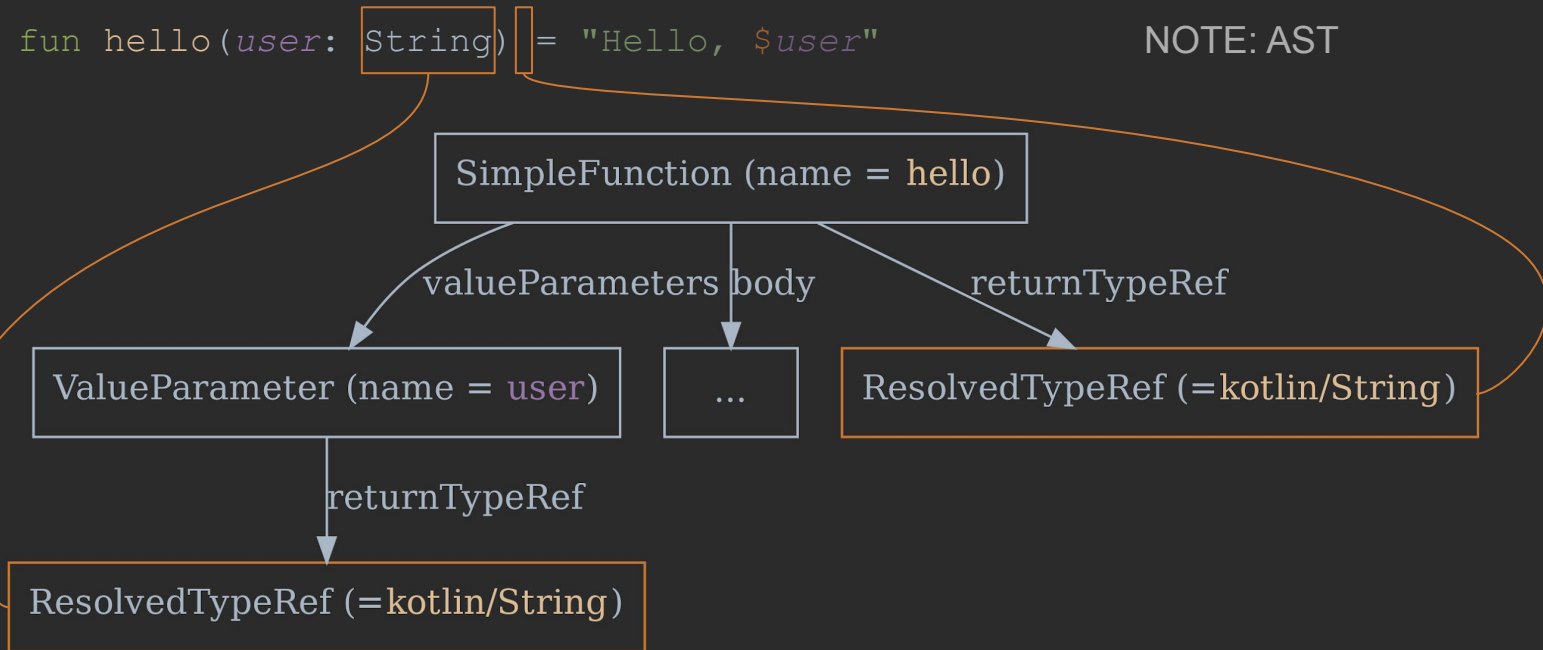 fun hello(user: String) = "Hello, $user"
NOTE: AST
SimpleFunction (name = hello)
valueParameters body returnTypeRef
ValueParameter (name = user)
...
ResolvedTypeRef (=kotlin/String)
returnTypeRef
ResolvedTypeRef (=kotlin/String)